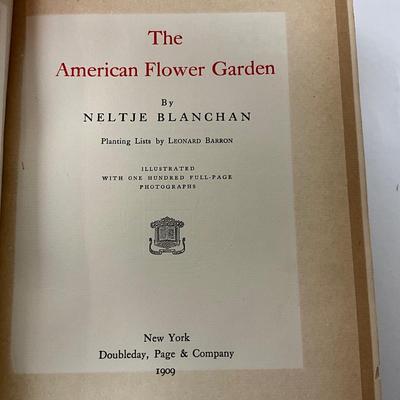 The
American Flower Garden
By
NELTJE BLANCHAN
Planting Lists by LEONARD BARRON
ILLUSTRATED
WITH ONE HUNDRED FULL-PAGE
PHOTOGRAPHS
New York
Doubleday, Page & Company
1909